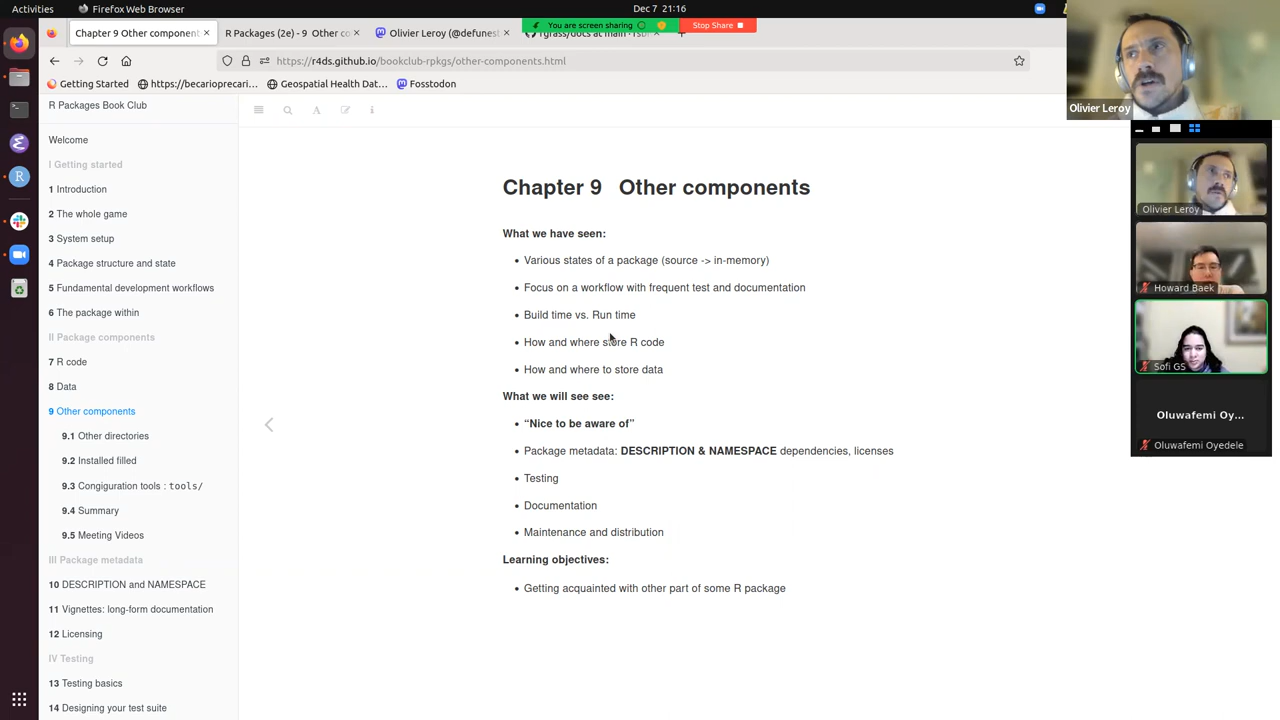 Activities
Firefox Web Browser
Dec 7 21:16
You are screen sharing
Stop Share
Chapter 9 Other component
R Packages (2e) - 9 Other co
Olivier Leroy (@defunest
rgrass/docs at main · rsb
https://r4ds.github.io/bookclub-rpkgs/other-components.html
Getting Started
https://becarioprecari...
Geospatial Health Dat...
Fosstodon
R Packages Book Club
Welcome
I Getting started
1 Introduction
2 The whole game
3 System setup
4 Package structure and state
5 Fundamental development workflows
6 The package within
II Package components
7 R code
8 Data
9 Other components
9.1 Other directories
9.2 Installed filled
9.3 Congiguration tools : tools/
9.4 Summary
9.5 Meeting Videos
III Package metadata
10 DESCRIPTION and NAMESPACE
11 Vignettes: long-form documentation
12 Licensing
IV Testing
13 Testing basics
14 Designing your test suite
Chapter 9 Other components
What we have seen:
• Various states of a package (source -> in-memory)
• Focus on a workflow with frequent test and documentation
• Build time vs. Run time
• How and where store R code
• How and where to store data
What we will see see:
• “Nice to be aware of”
• Package metadata: DESCRIPTION & NAMESPACE dependencies, licenses
• Testing
• Documentation
• Maintenance and distribution
Learning objectives:
• Getting acquainted with other part of some R package
Olivier Leroy
Olivier Leroy
Howard Baek
Sofi GS
Oluwafemi Oy...
Oluwafemi Oyedele